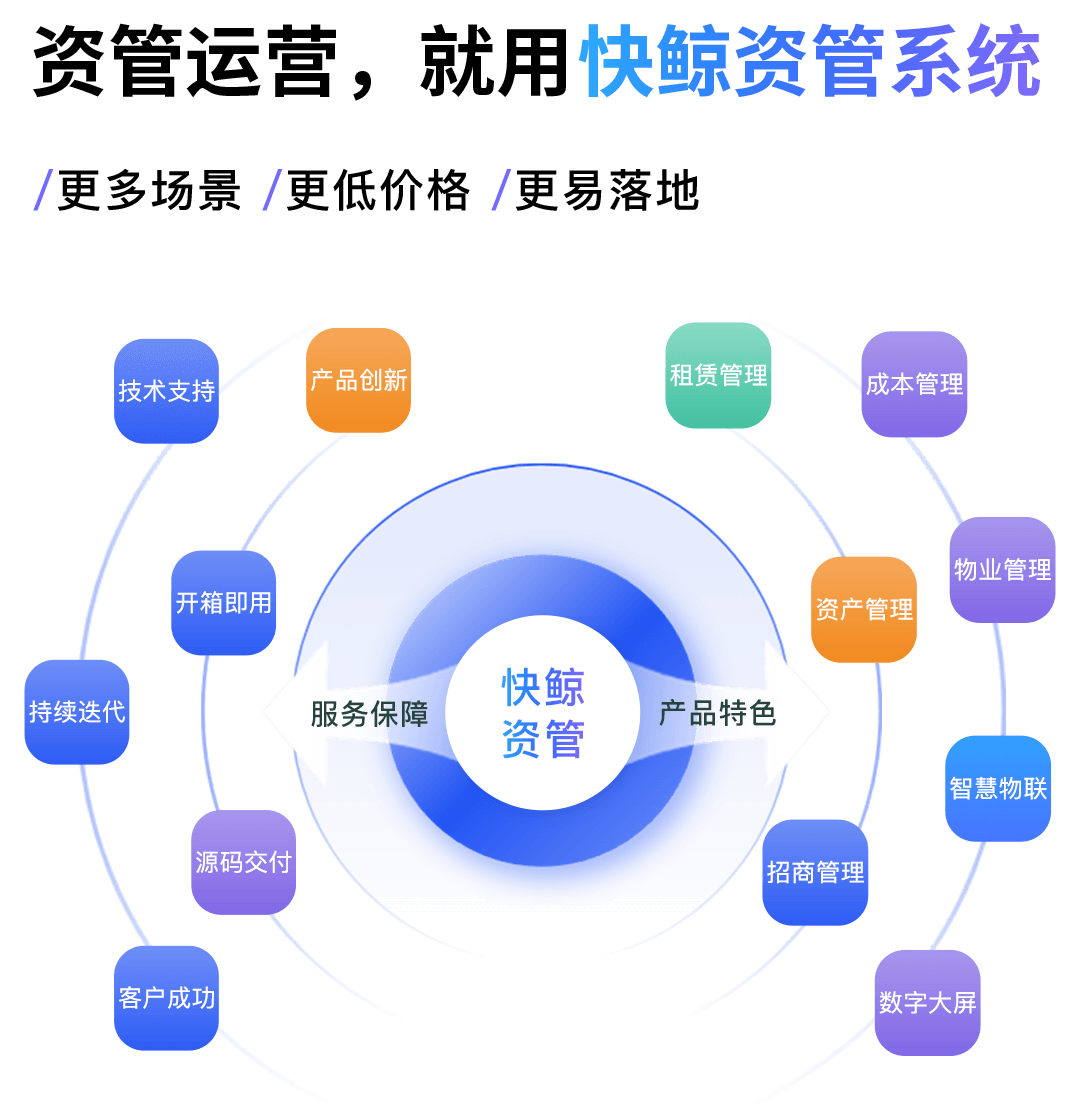 资管运营，就用快鲸资管系统
/更多场景 /更低价格 /更易落地
技术支持
产品创新
租赁管理
成本管理
开箱即用
物业管理
资产管理
持续迭代
服务保障
快鲸
资管
产品特色
智慧物联
源码交付
招商管理
客户成功
数字大屏